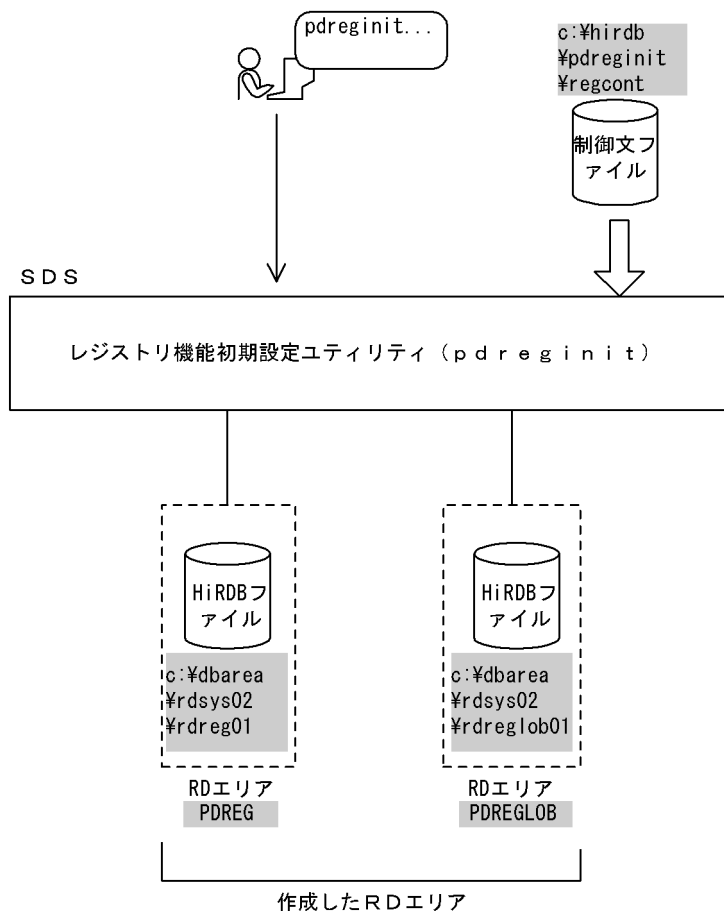 pdreginit...
c:¥hirdb
¥pdreginit
¥regcont
制御文フ
ァイル
ＳＤＳ
レジストリ機能初期設定ユティリティ（ｐｄｒｅｇｉｎｉｔ）
HiRDBフ
ァイル
c:¥dbarea
¥rdsys02
¥rdreg01
RDエリア
PDREG
HiRDBフ
ァイル
c:¥dbarea
¥rdsys02
¥rdreglob01
RDエリア
PDREGLOB
作成したＲＤエリア